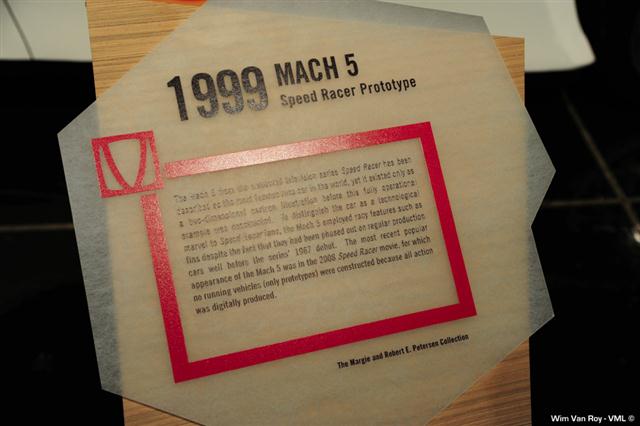 1999 MACH 5
Speed Racer Prototype
The Mach 5 from the animated television series Speed Racer has been
described as the most famous race car in the world, yet it existed only as
a two-dimensional cartoon illustration before this fully operational
example was constructed. To distinguish the car as a technological
marvel to Speed Racer fans, the Mach 5 employed racy features such as
fins despite the fact that they had been phased out on regular production
cars well before the series' 1967 debut. The most recent popular
appearance of the Mach 5 was in the 2008 Speed Racer movie, for which
no running vehicles (only prototypes) were constructed because all action
was digitally produced.
The Margie and Robert E. Petersen Collection
Wim Van Roy - VML ©